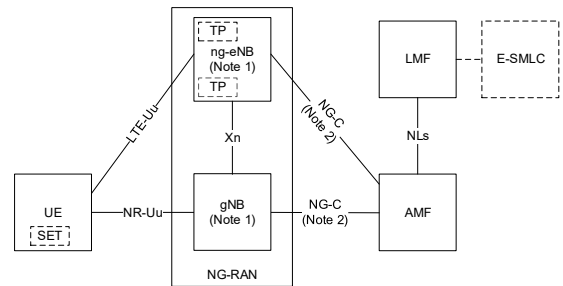 TP
ng-eNB
(Note 1)
TP
LMF
E-SMLC
LTE-Uu
Xn
NG-C
(Note 2)
NLs
UE
SET
NR-Uu
gNB
(Note 1)
NG-C
(Note 2)
AMF
NG-RAN